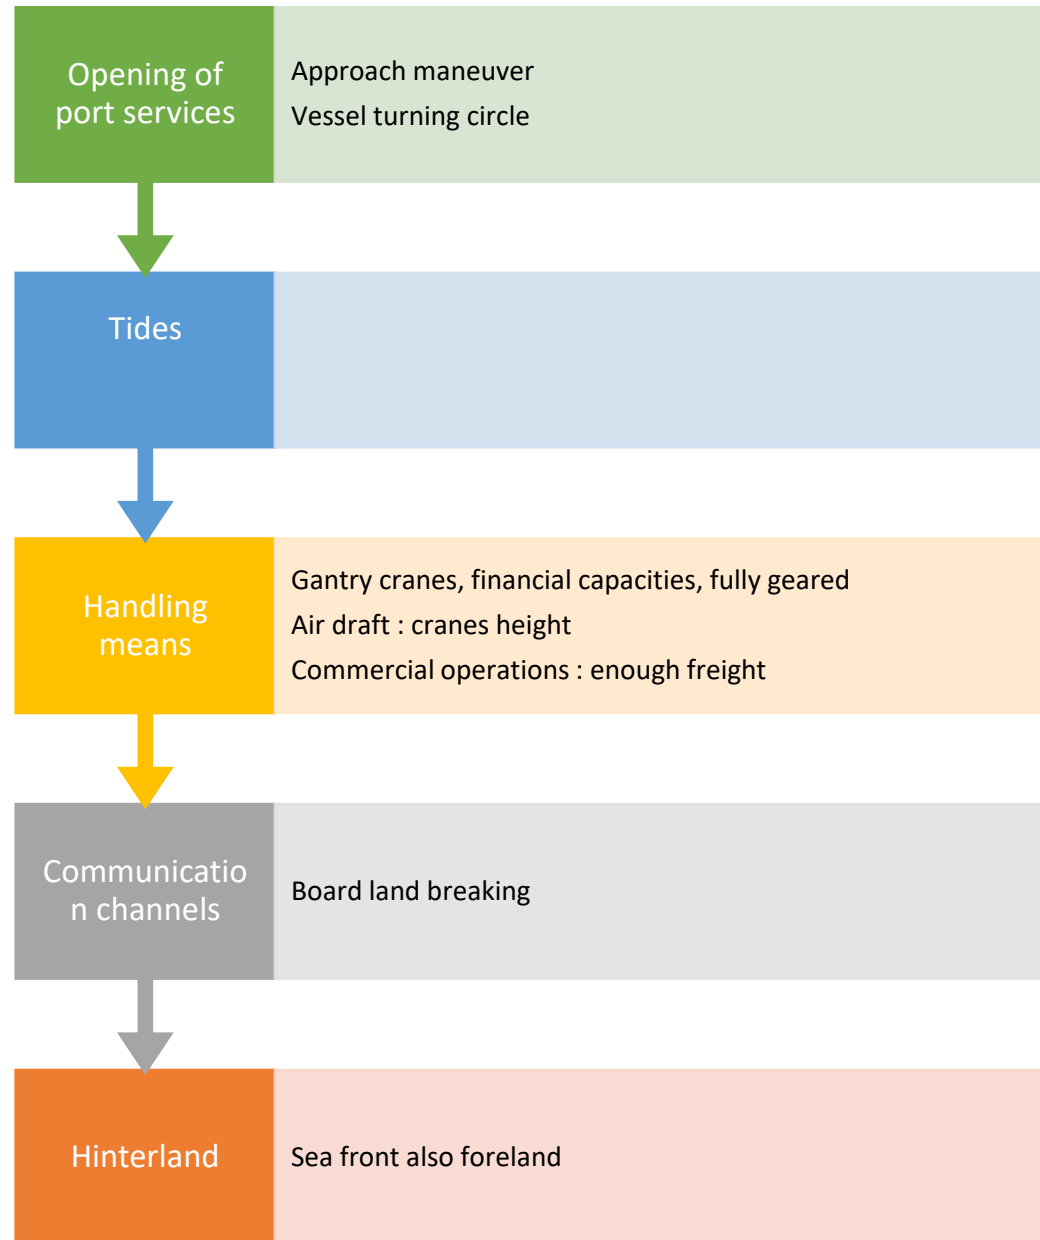 Opening of
port services
Approach maneuver
Vessel turning circle
Tides
Handling
means
Gantry cranes, financial capacities, fully geared
Air draft : cranes height
Commercial operations : enough freight
Communicatio
n channels
Board land breaking
Hinterland
Sea front also foreland